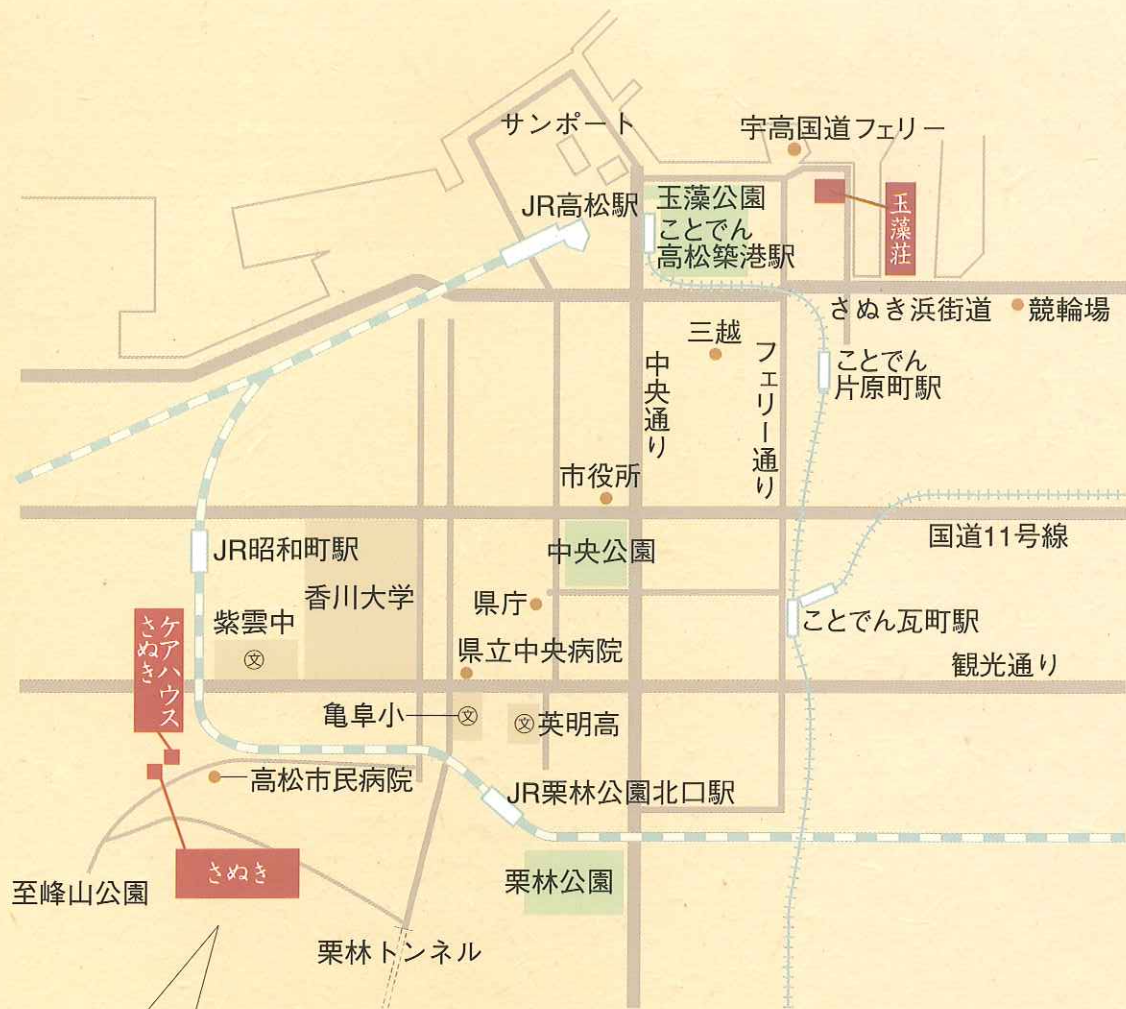 サンポート
宇高国道フェリー
JR高松駅
玉藻公園
ことでん
高松築港駅
玉藻荘
さぬき浜街道
競輪場
三越
中央通り
フェリー通り
ことでん
片原町駅
市役所
国道11号線
JR昭和町駅
中央公園
香川大学
県庁
紫雲中
文
ことでん瓦町駅
県立中央病院
観光通り
ケアハウス
さぬき
亀阜小
文
文
英明高
高松市民病院
JR栗林公園北口駅
さぬき
至峰山公園
栗林公園
栗林トンネル